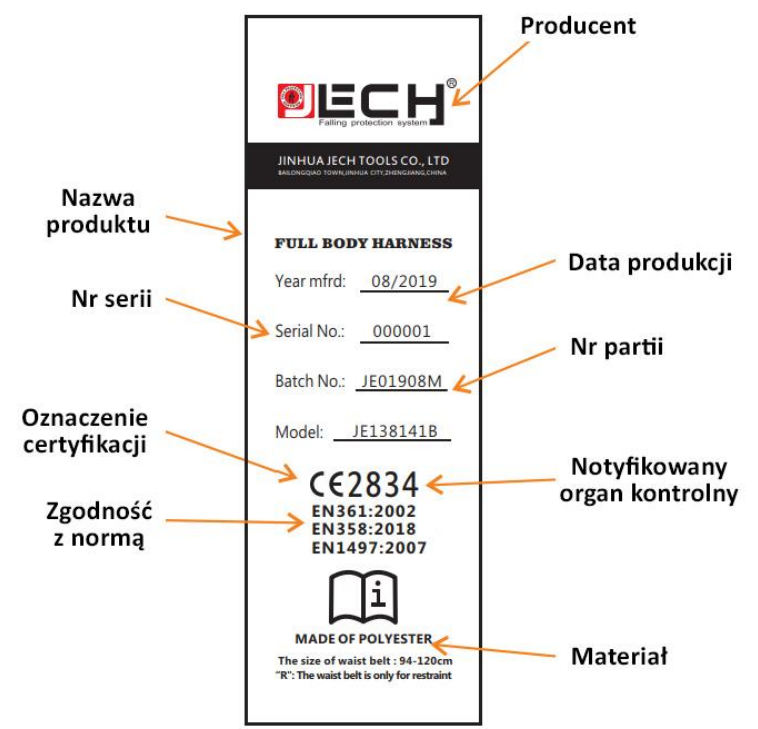 Producent
JECH®
Falling protection system
JINHUA JECH TOOLS CO., LTD
BAILONGQIAO TOWN,JINHUA CITY,ZHENGJIANG,CHINA
Nazwa
produktu
FULL BODY HARNESS
Data produkcji
Year mfrd: 08/2019
Nr serii
Serial No.: 000001
Nr partii
Batch No.: JE01908M
Model: JE138141B
Oznaczenie
certyfikacji
CE2834
Notyfikowany
organ kontrolny
Zgodność
z normą
EN361:2002
EN358:2018
EN1497:2007
i
MADE OF POLYESTER
Materiał
The size of waist belt : 94-120cm
"R": The waist belt is only for restraint